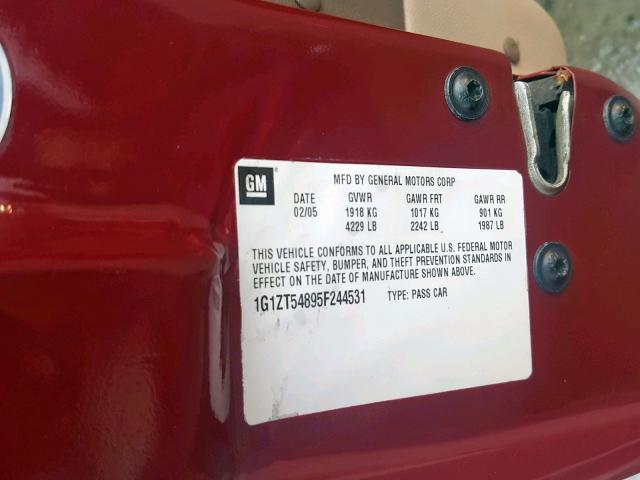 GM MFD BY GENERAL MOTORS CORP
DATE GVWR GAWR FRT GAWR RR
02/05 1918 KG 1017 KG 901 KG
4229 LB 2242 LB 1987 LB
THIS VEHICLE CONFORMS TO ALL APPLICABLE U.S. FEDERAL MOTOR
VEHICLE SAFETY, BUMPER, AND THEFT PREVENTION STANDARDS IN
EFFECT ON THE DATE OF MANUFACTURE SHOWN ABOVE.
1G1ZT54895F244531 TYPE: PASS CAR